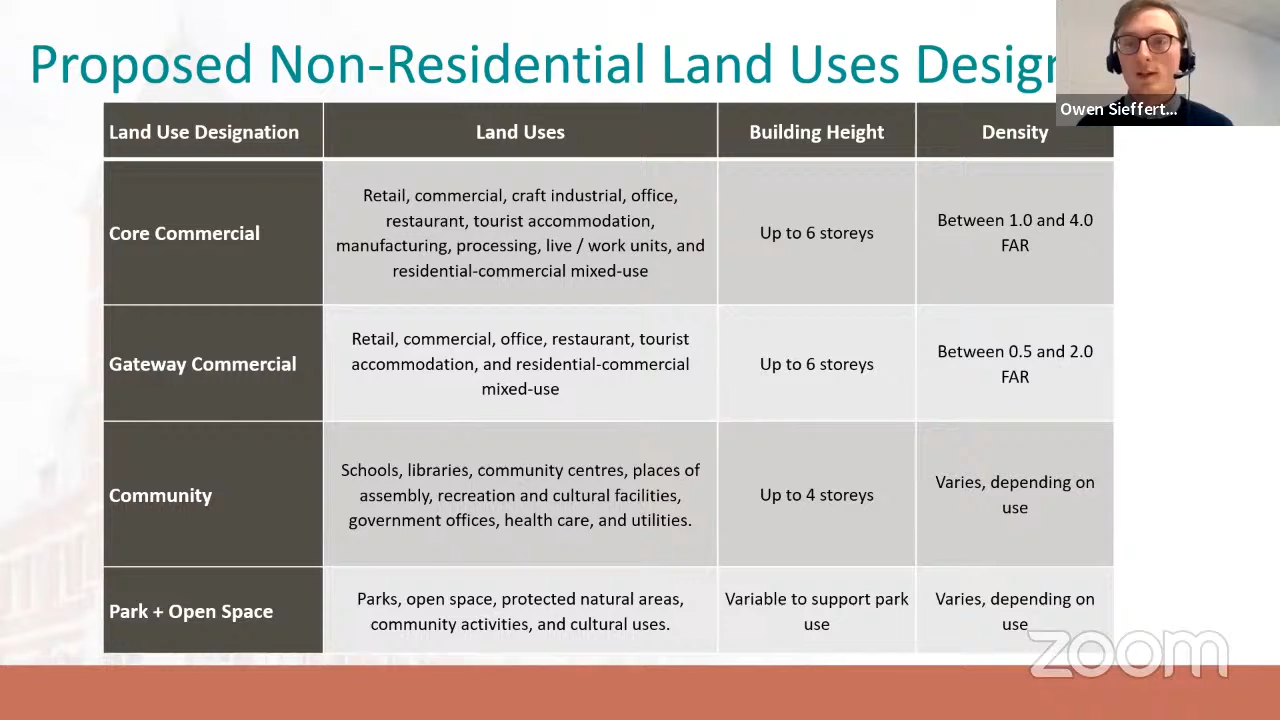 Proposed Non-Residential Land Uses Desig
Owen Sieffert...
Land Use Designation
Land Uses
Building Height
Density
Core Commercial
Retail, commercial, craft industrial, office,
restaurant, tourist accommodation,
manufacturing, processing, live / work units, and
residential-commercial mixed-use
Up to 6 storeys
Between 1.0 and 4.0
FAR
Gateway Commercial
Retail, commercial, office, restaurant, tourist
accommodation, and residential-commercial
mixed-use
Up to 6 storeys
Between 0.5 and 2.0
FAR
Community
Schools, libraries, community centres, places of
assembly, recreation and cultural facilities,
government offices, health care, and utilities.
Up to 4 storeys
Varies, depending on
use
Park + Open Space
Parks, open space, protected natural areas,
community activities, and cultural uses.
Variable to support park
use
Varies, depending on
use
zoom